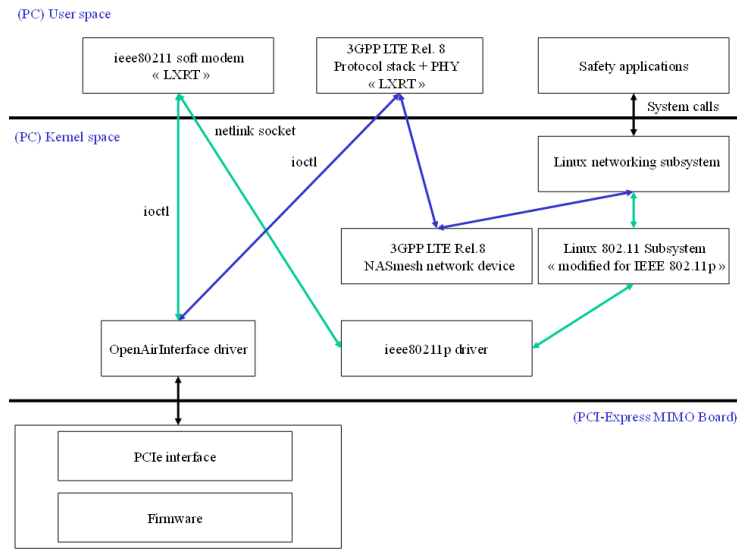 (PC) User space
ieee80211 soft modem
« LXRT »
3GPP LTE Rel. 8
Protocol stack + PHY
« LXRT »
Safety applications
System calls
(PC) Kernel space
netlink socket
ioctl
ioctl
Linux networking subsystem
3GPP LTE Rel.8
NASmesh network device
Linux 802.11 Subsystem
« modified for IEEE 802.11p »
OpenAirInterface driver
ieee80211p driver
(PCI-Express MIMO Board)
PCIe interface
Firmware